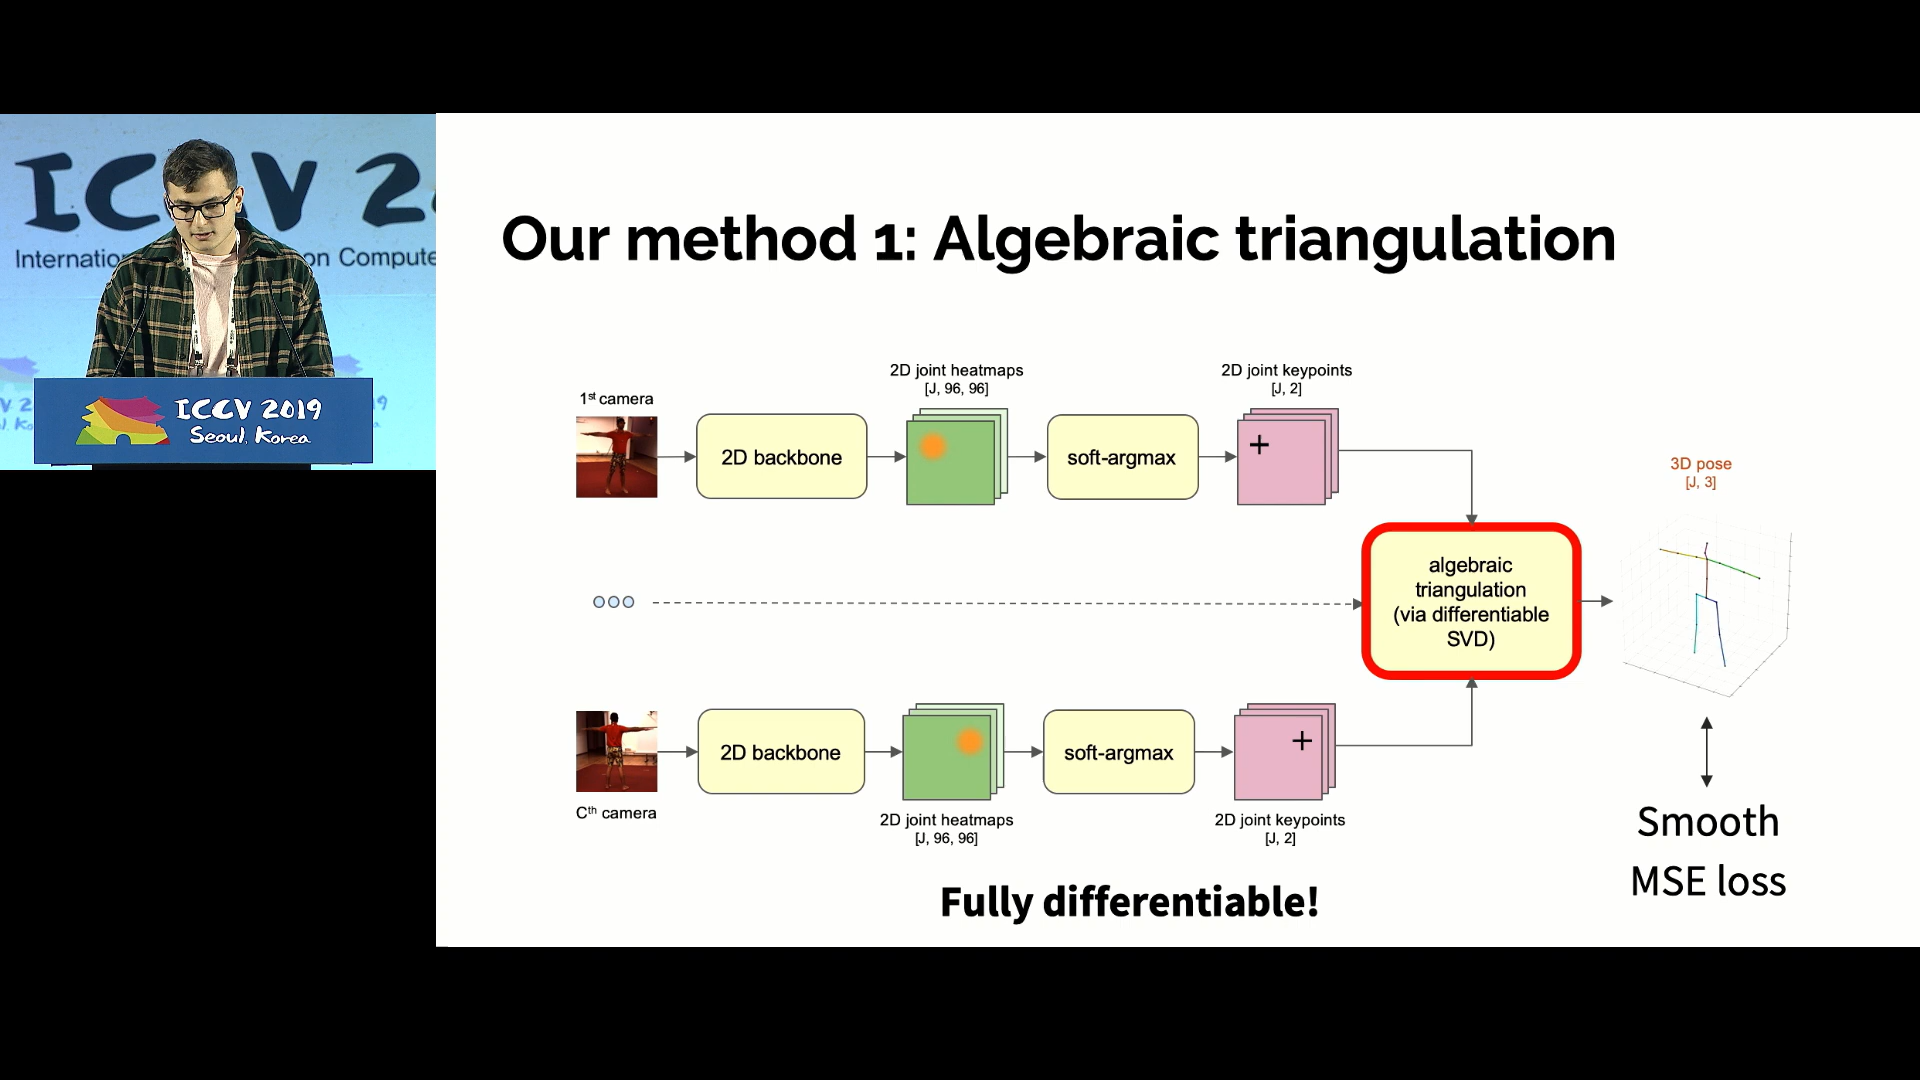 ICCV 2
Internatio on Compute
ICCV 2019
Seoul, Korea
Our method 1: Algebraic triangulation
1st camera
2D backbone
2D joint heatmaps
[J, 96, 96]
soft-argmax
2D joint keypoints
[J, 2]
algebraic
triangulation
(via differentiable
SVD)
3D pose
[J, 3]
Cth camera
2D backbone
2D joint heatmaps
[J, 96, 96]
soft-argmax
2D joint keypoints
[J, 2]
Smooth
MSE loss
Fully differentiable!